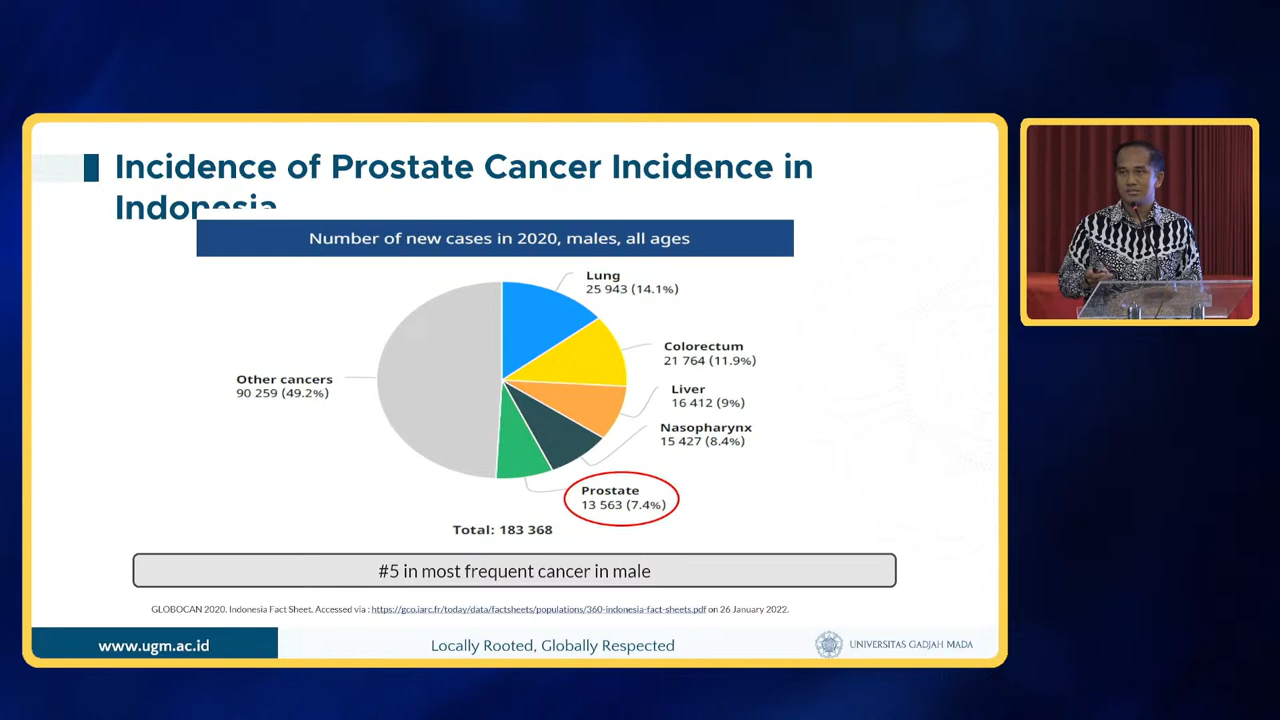 Incidence of Prostate Cancer Incidence in
Indonesia
Number of new cases in 2020, males, all ages
Lung
25 943 (14.1%)
Colorectum
21 764 (11.9%)
Liver
16 412 (9%)
Nasopharynx
15 427 (8.4%)
Prostate
13 563 (7.4%)
Other cancers
90 259 (49.2%)
Total: 183 368
#5 in most frequent cancer in male
GLOBOCAN 2020. Indonesia Fact Sheet. Accessed via : https://gco.iarc.fr/today/data/factsheets/populations/360-indonesia-fact-sheets.pdf on 26 January 2022.
www.ugm.ac.id
Locally Rooted, Globally Respected
UNIVERSITAS GADJAH MADA